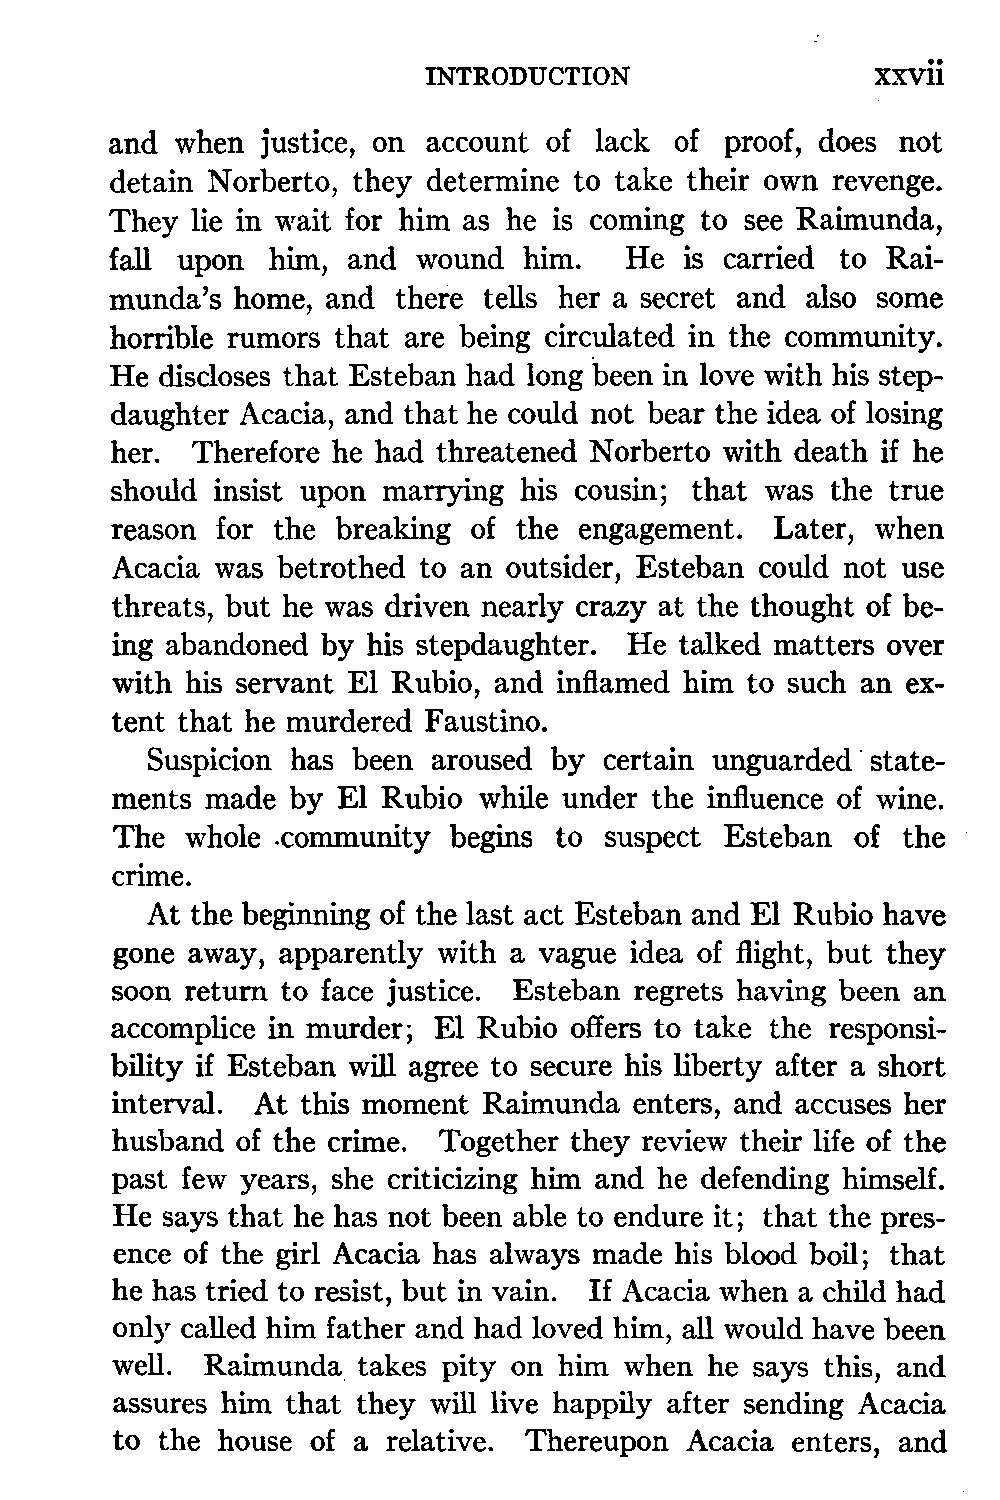 INTRODUCTION xxvii
and when justice, on account of lack of proof, does not
detain Norberto, they determine to take their own revenge.
They lie in wait for him as he is coming to see Raimunda,
fall upon him, and wound him. He is carried to Rai-
munda's home, and there tells her a secret and also some
horrible rumors that are being circulated in the community.
He discloses that Esteban had long been in love with his step-
daughter Acacia, and that he could not bear the idea of losing
her. Therefore he had threatened Norberto with death if he
should insist upon marrying his cousin; that was the true
reason for the breaking of the engagement. Later, when
Acacia was betrothed to an outsider, Esteban could not use
threats, but he was driven nearly crazy at the thought of be-
ing abandoned by his stepdaughter. He talked matters over
with his servant El Rubio, and inflamed him to such an ex-
tent that he murdered Faustino.
Suspicion has been aroused by certain unguarded state-
ments made by El Rubio while under the influence of wine.
The whole community begins to suspect Esteban of the
crime.
At the beginning of the last act Esteban and El Rubio have
gone away, apparently with a vague idea of flight, but they
soon return to face justice. Esteban regrets having been an
accomplice in murder; El Rubio offers to take the responsi-
bility if Esteban will agree to secure his liberty after a short
interval. At this moment Raimunda enters, and accuses her
husband of the crime. Together they review their life of the
past few years, she criticizing him and he defending himself.
He says that he has not been able to endure it; that the pres-
ence of the girl Acacia has always made his blood boil; that
he has tried to resist, but in vain. If Acacia when a child had
only called him father and had loved him, all would have been
well. Raimunda takes pity on him when he says this, and
assures him that they will live happily after sending Acacia
to the house of a relative. Thereupon Acacia enters, and